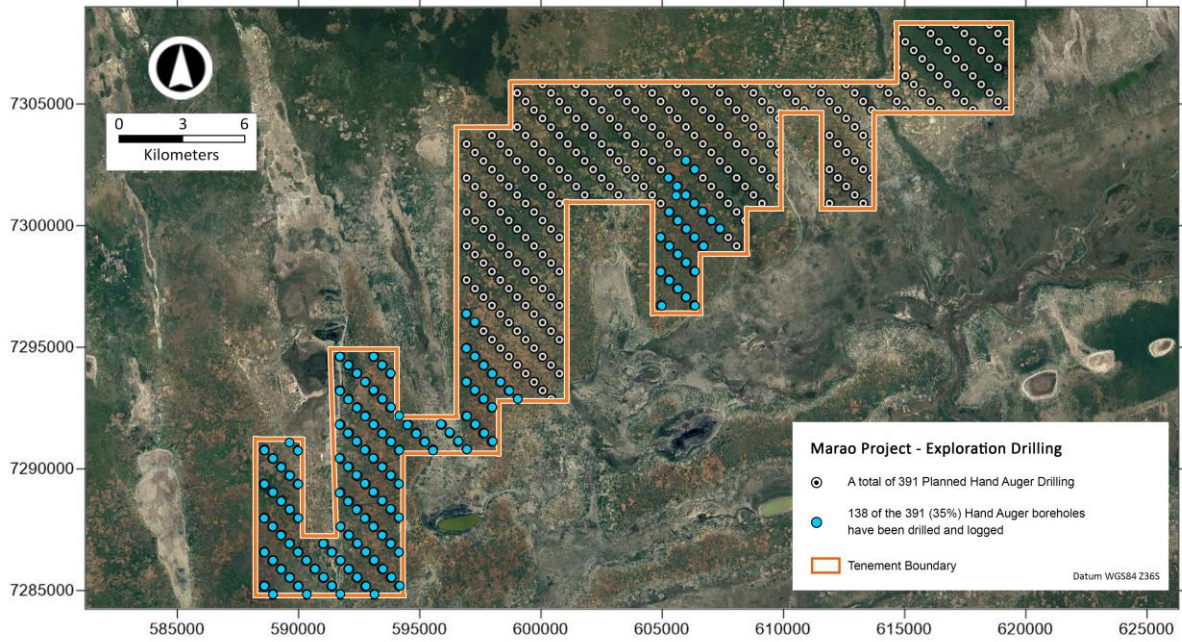 7305000
7300000
7295000
7290000
7285000
0 3 6
Kilometers
Marao Project - Exploration Drilling
A total of 391 Planned Hand Auger Drilling
138 of the 391 (35%) Hand Auger boreholes
have been drilled and logged
Tenement Boundary
Datum WGS84 Z36S
585000 590000 595000 600000 605000 610000 615000 620000 625000